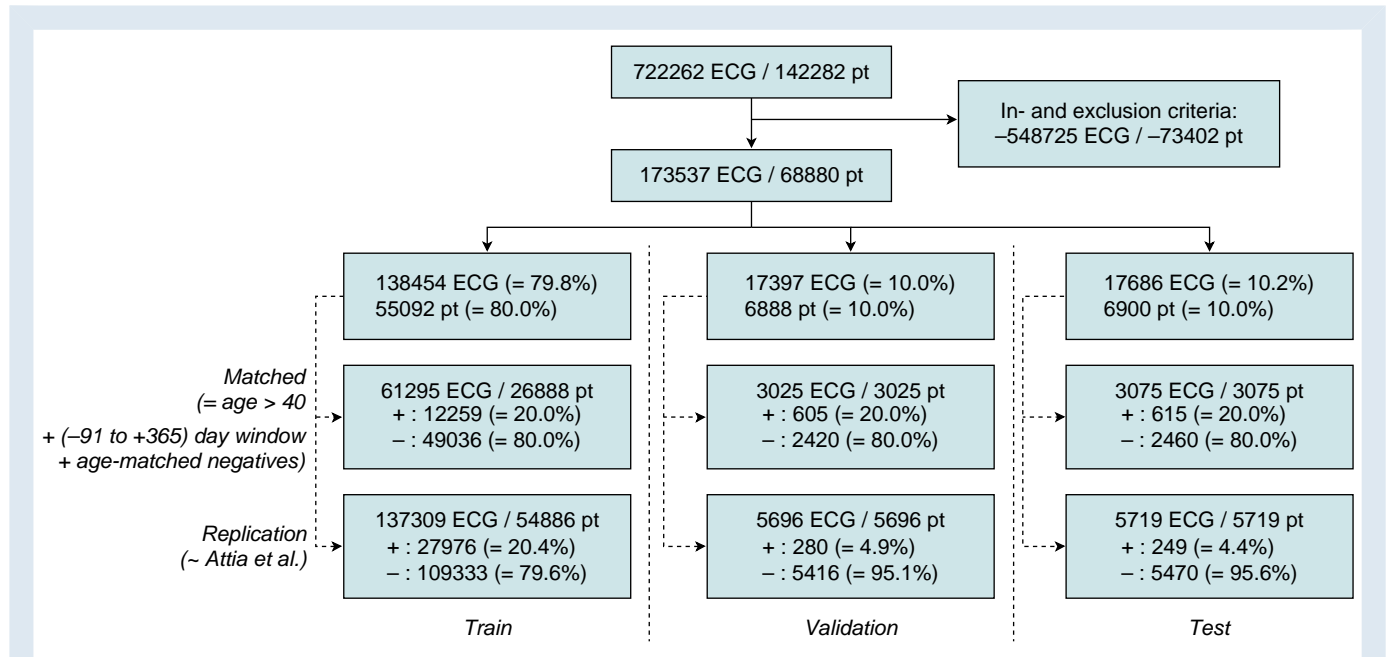 722262 ECG / 142282 pt
In- and exclusion criteria:
–548725 ECG / –73402 pt
173537 ECG / 68880 pt
138454 ECG (= 79.8%)
55092 pt (= 80.0%)
17397 ECG (= 10.0%)
6888 pt (= 10.0%)
17686 ECG (= 10.2%)
6900 pt (= 10.0%)
Matched
(= age > 40
+ (–91 to +365) day window
+ age-matched negatives)
61295 ECG / 26888 pt
+ : 12259 (= 20.0%)
– : 49036 (= 80.0%)
3025 ECG / 3025 pt
+ : 605 (= 20.0%)
– : 2420 (= 80.0%)
3075 ECG / 3075 pt
+ : 615 (= 20.0%)
– : 2460 (= 80.0%)
Replication
(~ Attia et al.)
137309 ECG / 54886 pt
+ : 27976 (= 20.4%)
– : 109333 (= 79.6%)
5696 ECG / 5696 pt
+ : 280 (= 4.9%)
– : 5416 (= 95.1%)
5719 ECG / 5719 pt
+ : 249 (= 4.4%)
– : 5470 (= 95.6%)
Train
Validation
Test